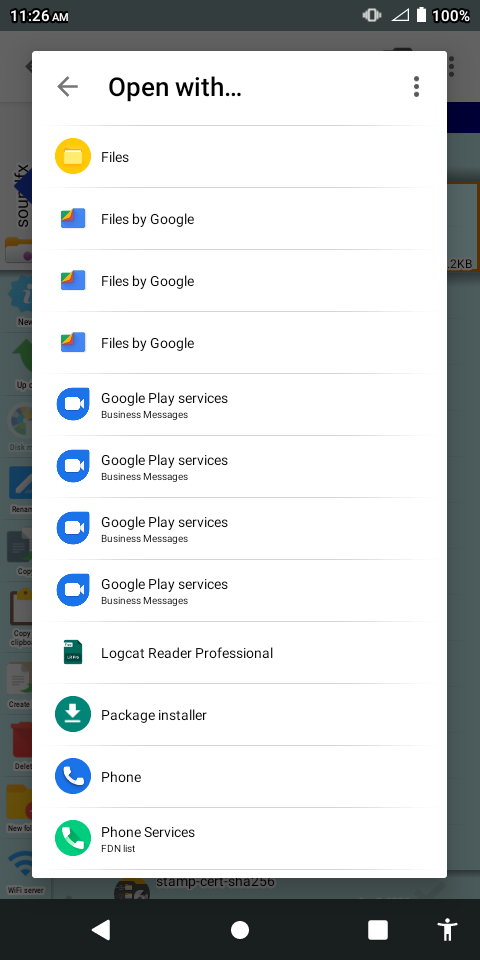 11:26 AM
100%
Open with…
Files
Files by Google
Files by Google
Files by Google
Google Play services
Business Messages
Google Play services
Business Messages
Google Play services
Business Messages
Google Play services
Business Messages
Logcat Reader Professional
Package installer
Phone
Phone Services
FDN list
.2KB
New
Up o
Disk m
Renam
Copy
Copy
clipbo
Create
Delet
New fol
WiFi server
stamp-cert-sha256